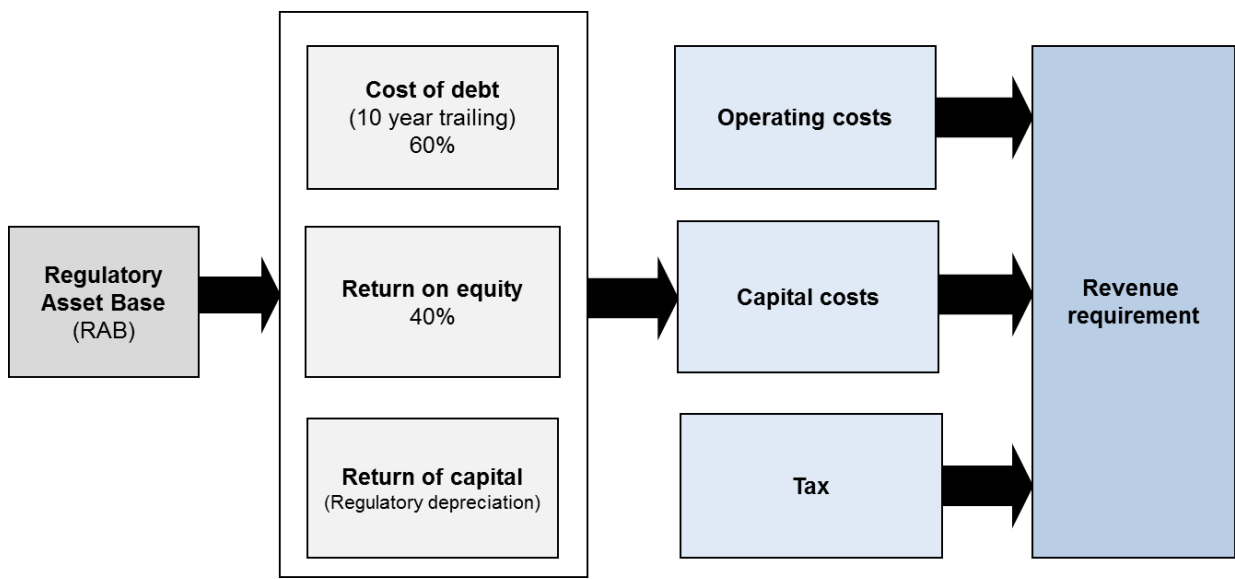 Cost of debt
(10 year trailing)
60%
Operating costs
Regulatory
Asset Base
(RAB)
Return on equity
40%
Capital costs
Revenue
requirement
Return of capital
(Regulatory depreciation)
Tax